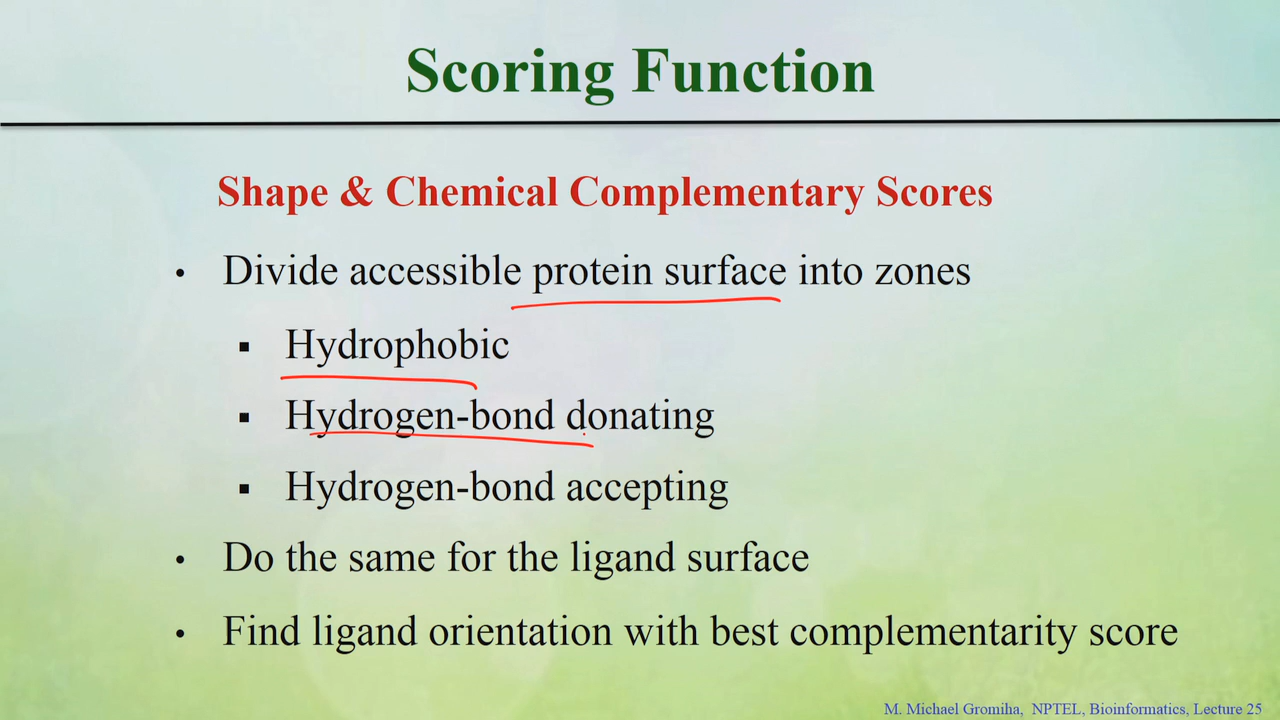 Scoring Function
Shape & Chemical Complementary Scores
• Divide accessible protein surface into zones
▪ Hydrophobic
▪ Hydrogen-bond donating
▪ Hydrogen-bond accepting
• Do the same for the ligand surface
• Find ligand orientation with best complementarity score
M. Michael Gromiha, NPTEL, Bioinformatics, Lecture 25